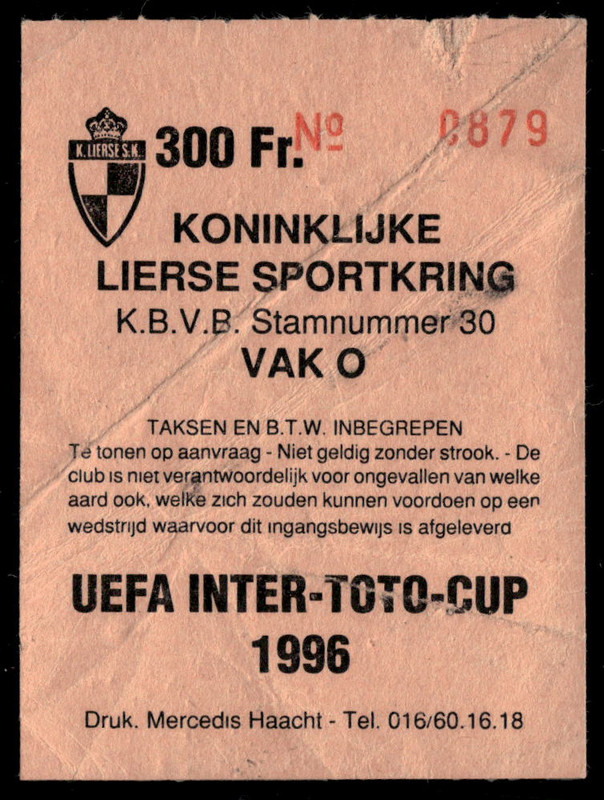 K. LIERSE S.K.
300 Fr. Nº 0879
KONINKLIJKE
LIERSE SPORTKRING
K.B.V.B. Stamnummer 30
VAK O
TAKSEN EN B.T.W. INBEGREPEN
Te tonen op aanvraag - Niet geldig zonder strook. - De
club is niet verantwoordelijk voor ongevallen van welke
aard ook, welke zich zouden kunnen voordoen op een
wedstrijd waarvoor dit ingangsbewijs is afgeleverd
UEFA INTER-TOTO-CUP
1996
Druk. Mercedis Haacht - Tel. 016/60.16.18